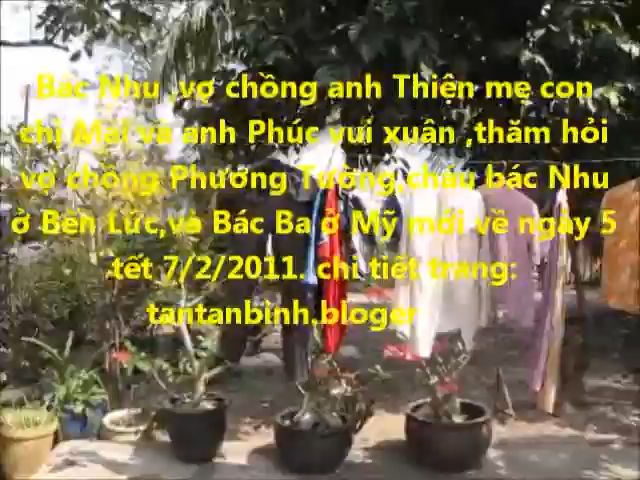 Bác Nhu ,vợ chồng anh Thiện mẹ con
chị Mai và anh Phúc vui xuân ,thăm hỏi
vợ chồng Phương Tường,cháu bác Nhu
ở Bến Lức,và Bác Ba ở Mỹ mới về ngày 5
tết 7/2/2011. chi tiết trang:
tantanbinh.bloger